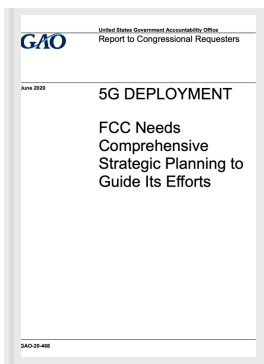 United States Government Accountability Office
GAO
Report to Congressional Requesters
June 2020
5G DEPLOYMENT
FCC Needs
Comprehensive
Strategic Planning to
Guide Its Efforts
GAO-20-468